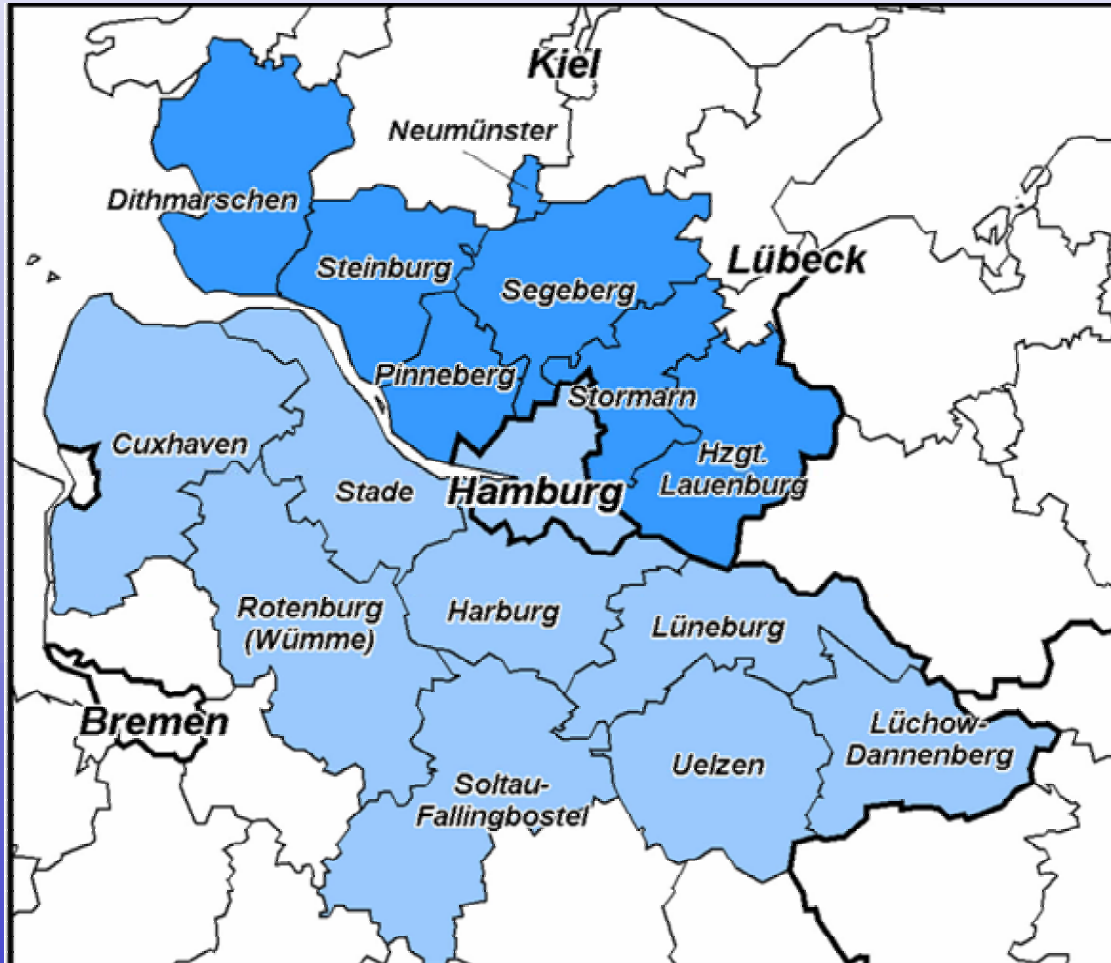 Kiel
Neumünster
Dithmarschen
Lübeck
Steinburg
Segeberg
Pinneberg
Stormarn
Cuxhaven
Hzgt.
Lauenburg
Stade
Hamburg
Rotenburg
(Wümme)
Harburg
Lüneburg
Bremen
Lüchow-
Dannenberg
Uelzen
Soltau-
Fallingbostel